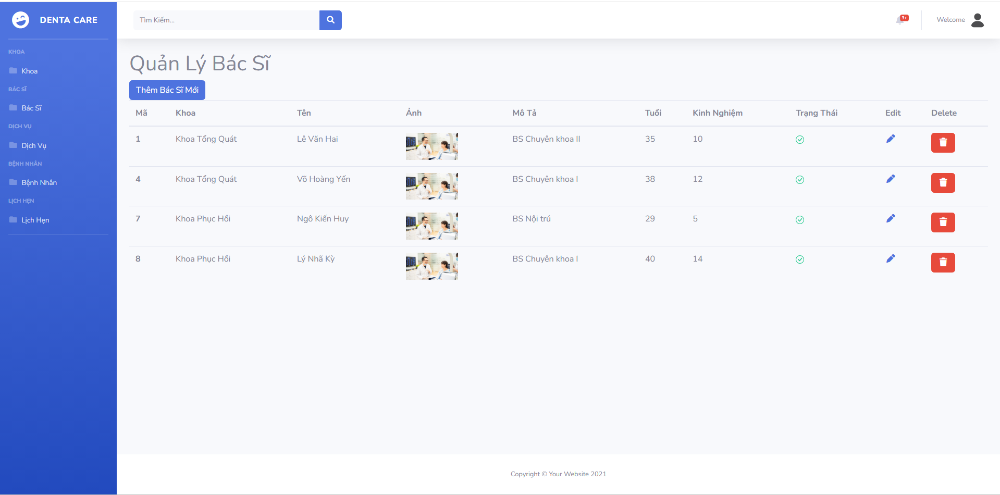 DENTA CARE
KHOA
Khoa
BÁC SĨ
Bác Sĩ
DỊCH VỤ
Dịch Vụ
BỆNH NHÂN
Bệnh Nhân
LỊCH HẸN
Lịch Hẹn
Tìm Kiếm...
3+
Welcome
Quản Lý Bác Sĩ
Thêm Bác Sĩ Mới
Mã Khoa Tên Ảnh Mô Tả Tuổi Kinh Nghiệm Trạng Thái Edit Delete
1 Khoa Tổng Quát Lê Văn Hai BS Chuyên khoa II 35 10
4 Khoa Tổng Quát Võ Hoàng Yến BS Chuyên khoa I 38 12
7 Khoa Phục Hồi Ngô Kiến Huy BS Nội trú 29 5
8 Khoa Phục Hồi Lý Nhã Kỳ BS Chuyên khoa I 40 14
Copyright © Your Website 2021